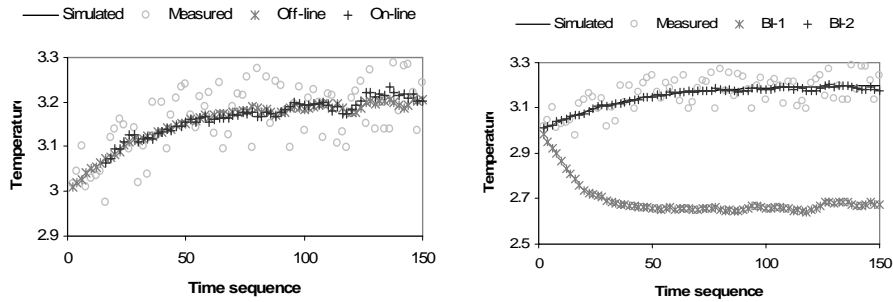 Simulated Measured Off-line On-line
3.3
3.2
3.1
3
2.9
0 50 100 150
Temperature
Time sequence
Simulated Measured BI-1 BI-2
3.3
3.1
2.9
2.7
2.5
0 50 100 150
Temperature
Time sequence